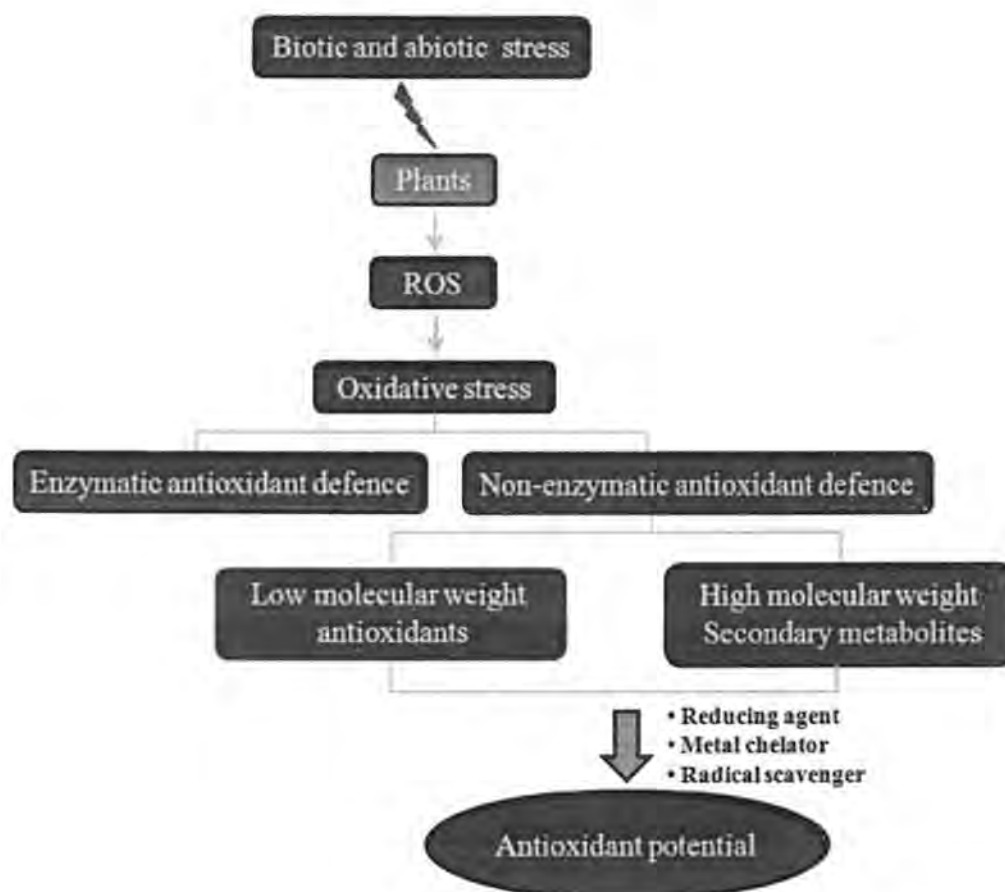 Biotic and abiotic stress
Plants
ROS
Oxidative stress
Enzymatic antioxidant defence
Non-enzymatic antioxidant defence
Low molecular weight
antioxidants
High molecular weight
Secondary metabolites
• Reducing agent
• Metal chelator
• Radical scavenger
Antioxidant potential